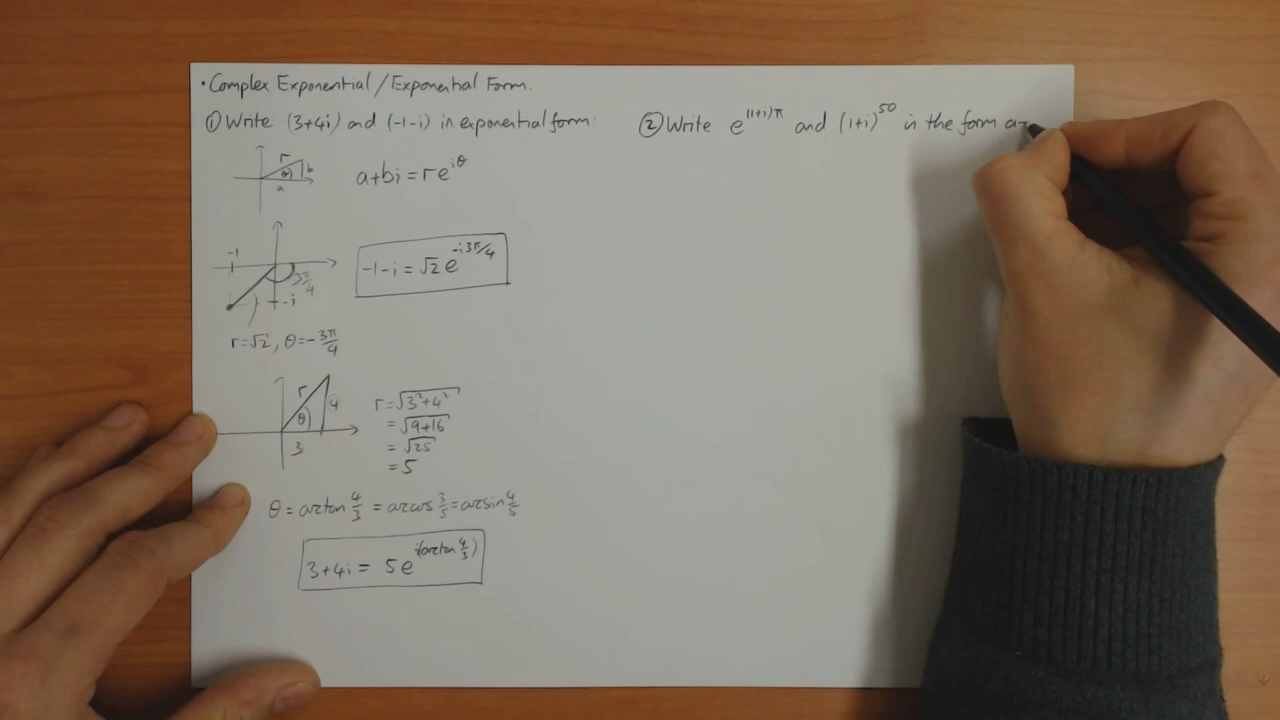 • Complex Exponential / Exponential Form.
① Write (3+4i) and (-1-i) in exponential form:
r
θ
b
a
a+bi = re^{iθ}
-1
3π/4
-i
-1-i = √2 e^{-i3π/4}
r=√2, θ=-3π/4
r
θ
4
3
r=√(3²+4²)
= √(9+16)
= √25
= 5
θ = arctan 4/3 = arccos 3/5 = arcsin 4/5
3+4i = 5e^{i(arctan 4/3)}
② Write e^{(1+i)π} and (1+i)^{50} in the form a